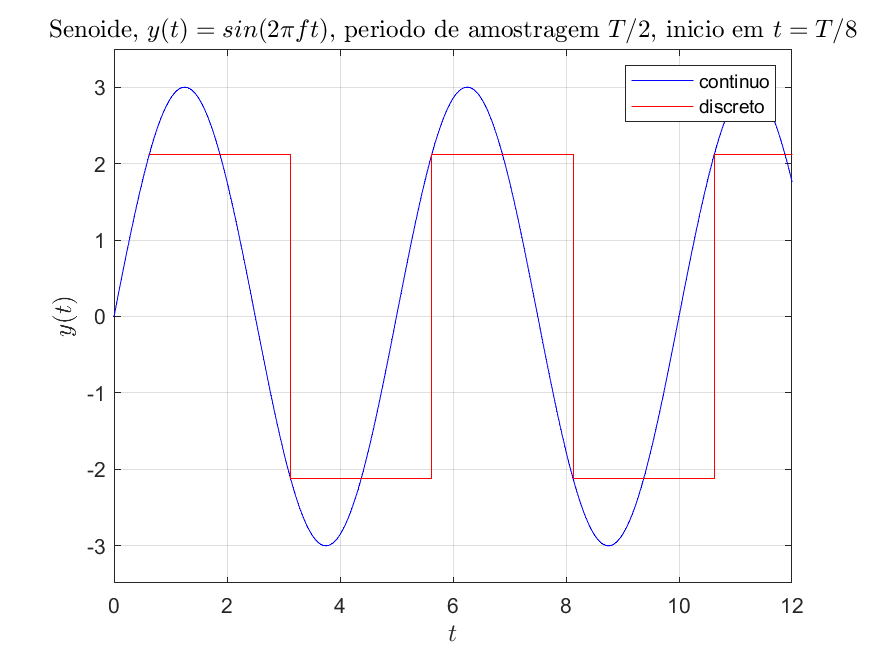 Senoide, y(t) = sin(2πft), periodo de amostragem T/2, inicio em t = T/8
continuo
discreto
3
2
1
0
-1
-2
-3
y(t)
0 2 4 6 8 10 12
t